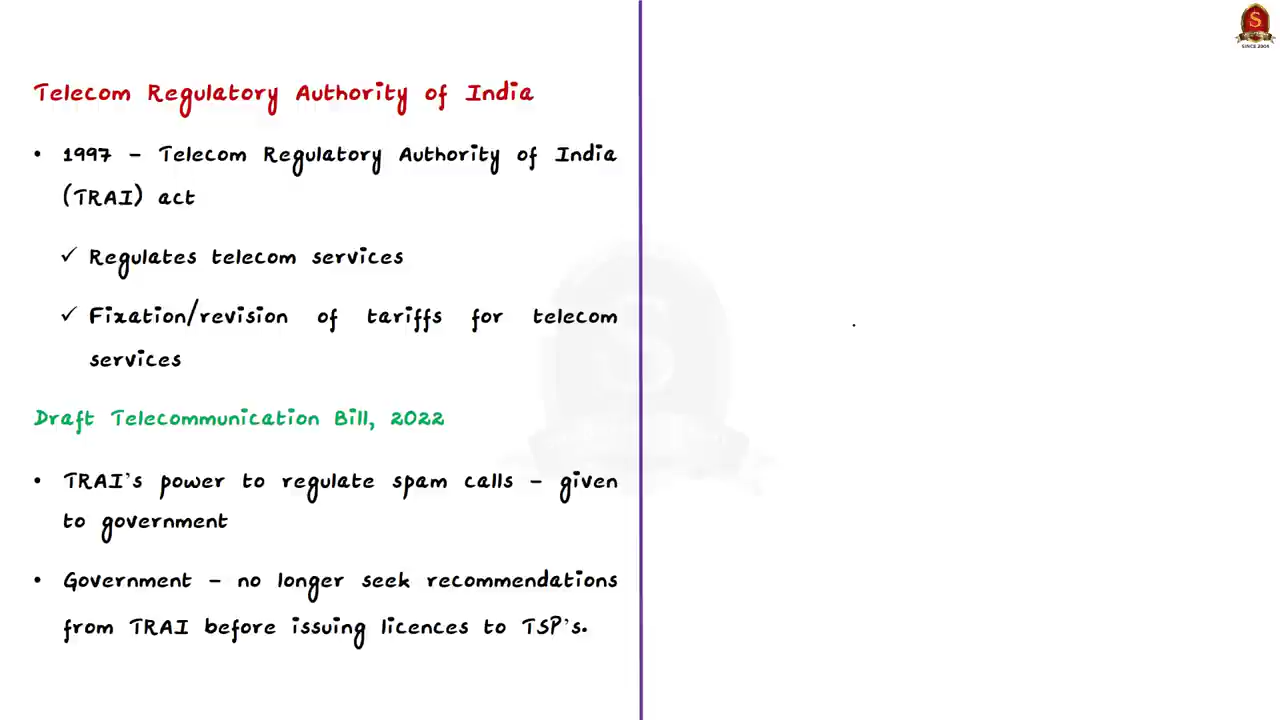 S
SINCE 2004
Telecom Regulatory Authority of India
• 1997 – Telecom Regulatory Authority of India
(TRAI) act
✓ Regulates telecom services
✓ Fixation/revision of tariffs for telecom
services
Draft Telecommunication Bill, 2022
• TRAI's power to regulate spam calls – given
to government
• Government – no longer seek recommendations
from TRAI before issuing licences to TSP's.